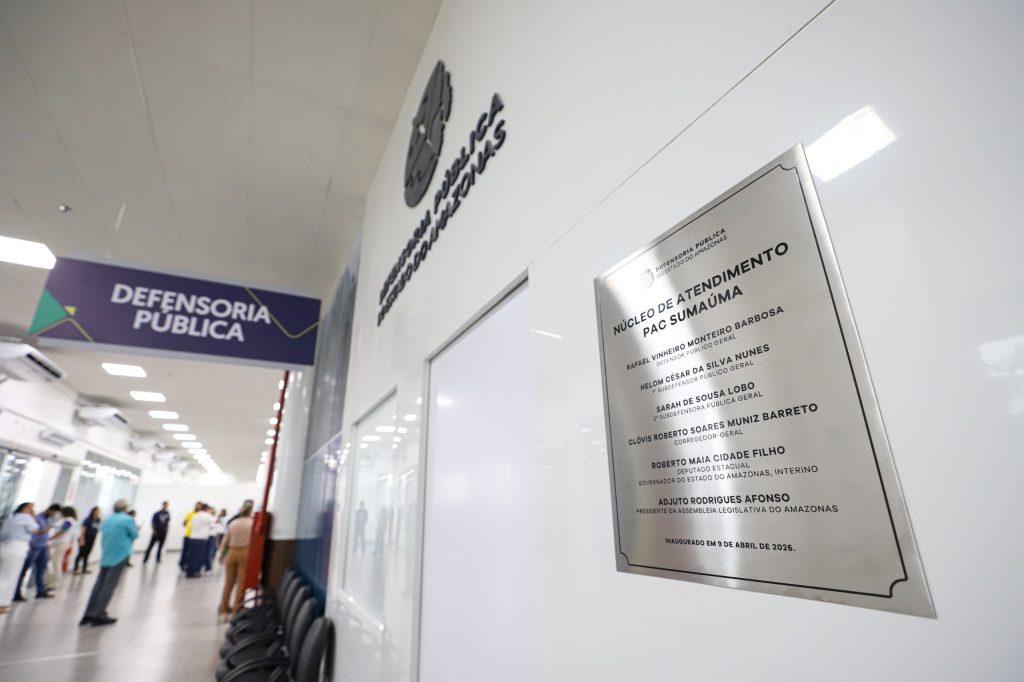 DEFENSORIA
PÚBLICA
DEFENSORIA PÚBLICA
ESTADO DO AMAZONAS
DEFENSORIA PÚBLICA
DO ESTADO DO AMAZONAS
NÚCLEO DE ATENDIMENTO
PAC SUMAÚMA
RAFAEL VINHEIRO MONTEIRO BARBOSA
DEFENSOR PÚBLICO GERAL
HELOM CÉSAR DA SILVA NUNES
1º SUBDEFENSOR PÚBLICO GERAL
SARAH DE SOUSA LOBO
2ª SUBDEFENSORA PÚBLICA GERAL
CLÓVIS ROBERTO SOARES MUNIZ BARRETO
CORREGEDOR-GERAL
ROBERTO MAIA CIDADE FILHO
DEPUTADO ESTADUAL
GOVERNADOR DO ESTADO DO AMAZONAS, INTERINO
ADJUTO RODRIGUES AFONSO
PRESIDENTE DA ASSEMBLEIA LEGISLATIVA DO AMAZONAS
INAUGURADO EM 9 DE ABRIL DE 2026.